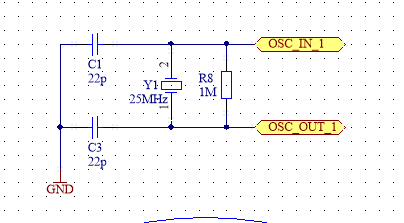 OSC_IN_1
C1
22p
2
Y1
25MHz
1
R8
1M
OSC_OUT_1
C3
22p
GND